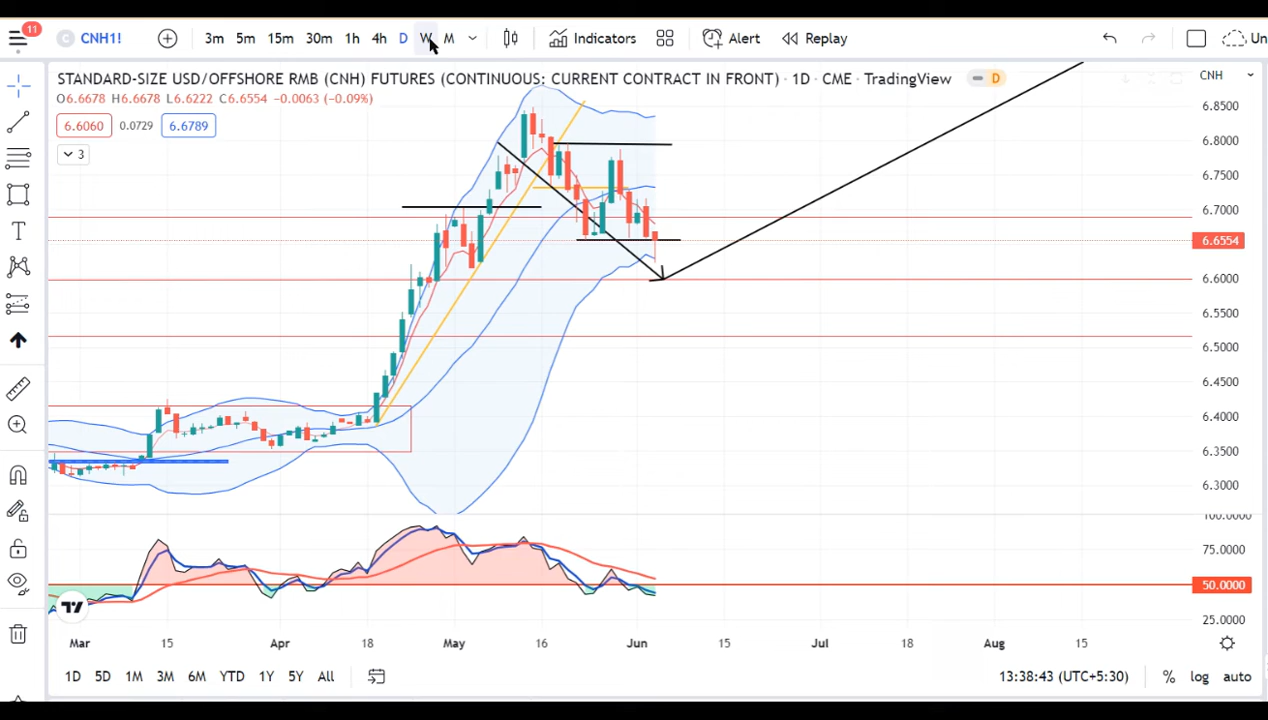 11
C CNH1! 3m 5m 15m 30m 1h 4h D W M Indicators Alert Replay Un
STANDARD-SIZE USD/OFFSHORE RMB (CNH) FUTURES (CONTINUOUS: CURRENT CONTRACT IN FRONT) · 1D · CME · TradingView D CNH
O6.6678 H6.6678 L6.6222 C6.6554 -0.0063 (-0.09%)
6.6060 0.0729 6.6789
3
6.8500
6.8000
6.7500
6.7000
6.6554
6.6000
6.5500
6.5000
6.4500
6.4000
6.3500
6.3000
100.0000
75.0000
50.0000
25.0000
T
Mar 15 Apr 18 May 16 Jun 15 Jul 18 Aug 15
1D 5D 1M 3M 6M YTD 1Y 5Y All 13:38:43 (UTC+5:30) % log auto